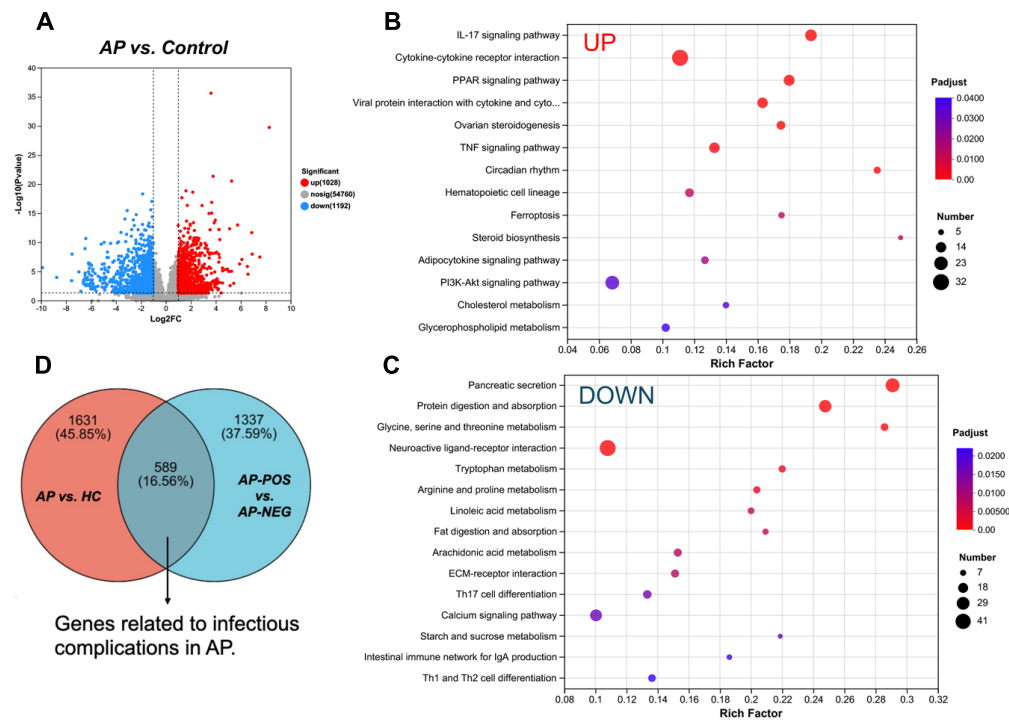 A
AP vs. Control
-Log10(Pvalue)
40
35
30
25
20
15
10
5
0
-10
-8
-6
-4
-2
0
2
4
6
8
10
Log2FC
Significant
up(1028)
nosig(54760)
down(1192)
B
UP
IL-17 signaling pathway
Cytokine-cytokine receptor interaction
PPAR signaling pathway
Viral protein interaction with cytokine and cyto...
Ovarian steroidogenesis
TNF signaling pathway
Circadian rhythm
Hematopoietic cell lineage
Ferroptosis
Steroid biosynthesis
Adipocytokine signaling pathway
PI3K-Akt signaling pathway
Cholesterol metabolism
Glycerophospholipid metabolism
0.04
0.06
0.08
0.1
0.12
0.14
0.16
0.18
0.2
0.22
0.24
0.26
Rich Factor
Padjust
0.0400
0.0300
0.0200
0.0100
0.00
Number
5
14
23
32
C
DOWN
Pancreatic secretion
Protein digestion and absorption
Glycine, serine and threonine metabolism
Neuroactive ligand-receptor interaction
Tryptophan metabolism
Arginine and proline metabolism
Linoleic acid metabolism
Fat digestion and absorption
Arachidonic acid metabolism
ECM-receptor interaction
Th17 cell differentiation
Calcium signaling pathway
Starch and sucrose metabolism
Intestinal immune network for IgA production
Th1 and Th2 cell differentiation
0.08
0.1
0.12
0.14
0.16
0.18
0.2
0.22
0.24
0.26
0.28
0.3
0.32
Rich Factor
Padjust
0.0200
0.0150
0.0100
0.00500
0.00
Number
7
18
29
41
D
1631
(45.85%)
AP vs. HC
589
(16.56%)
1337
(37.59%)
AP-POS
vs.
AP-NEG
Genes related to infectious
complications in AP.